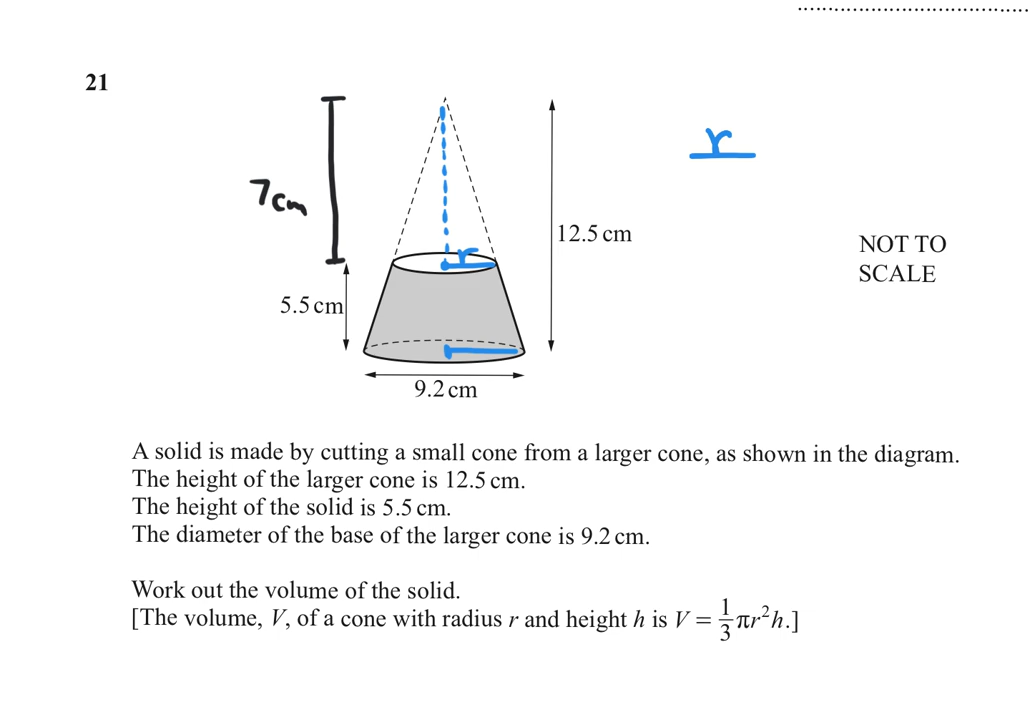 21
r
7cm
12.5 cm
NOT TO
SCALE
r
5.5 cm
9.2 cm
A solid is made by cutting a small cone from a larger cone, as shown in the diagram.
The height of the larger cone is 12.5 cm.
The height of the solid is 5.5 cm.
The diameter of the base of the larger cone is 9.2 cm.
Work out the volume of the solid.
[The volume, V, of a cone with radius r and height h is V = 1/3 πr²h.]